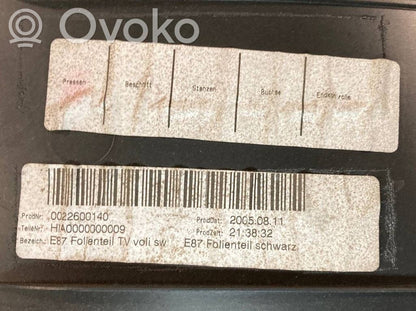 Ovoko
Pressen Beschnitt Stanzen Buchse Endkontrolle
ProdNr. .0022600140 ProdDat: 2005.08.11
TeileNr? HIA0000000009 ProdZeit: 21:38:32
Bezeich.: E87 Folienteil TV voll sw. E87 Folienteil schwarz